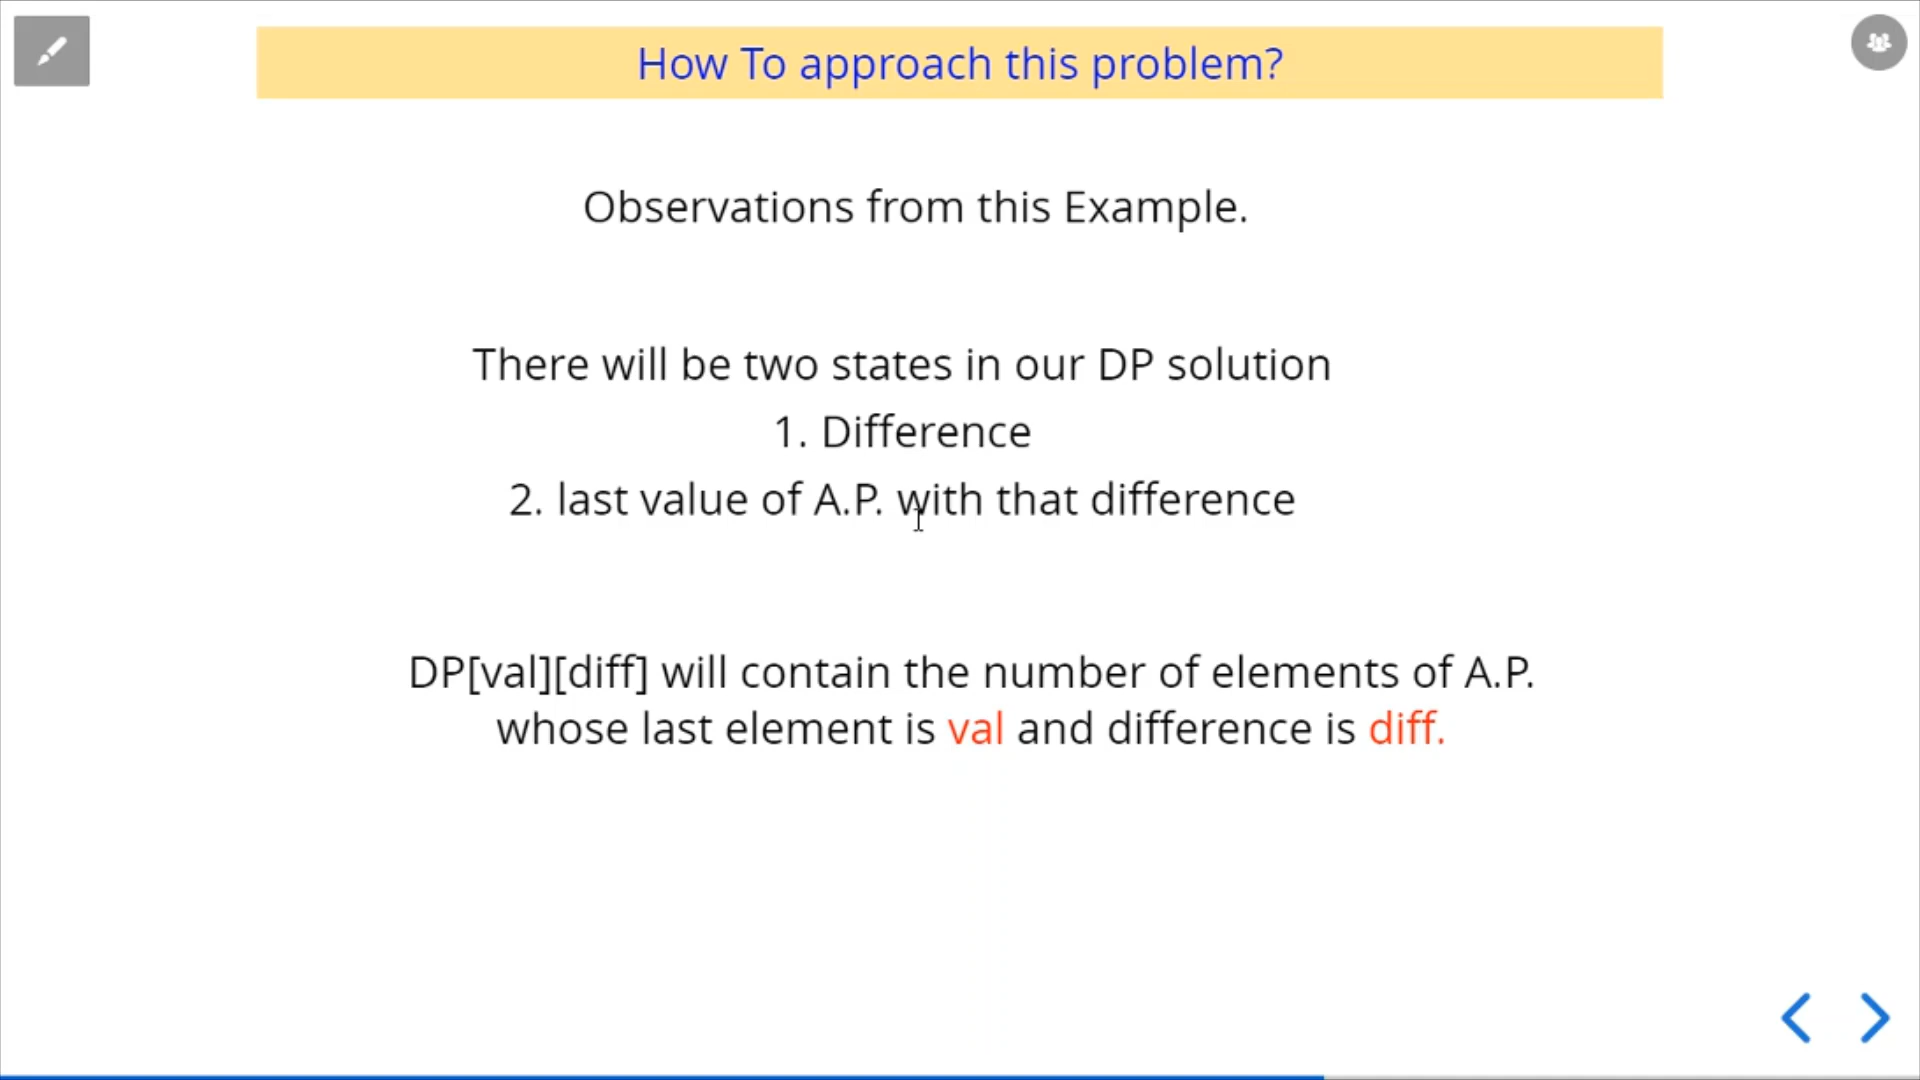 How To approach this problem?
Observations from this Example.
There will be two states in our DP solution
1. Difference
2. last value of A.P. with that difference
DP[val][diff] will contain the number of elements of A.P.
whose last element is val and difference is diff.